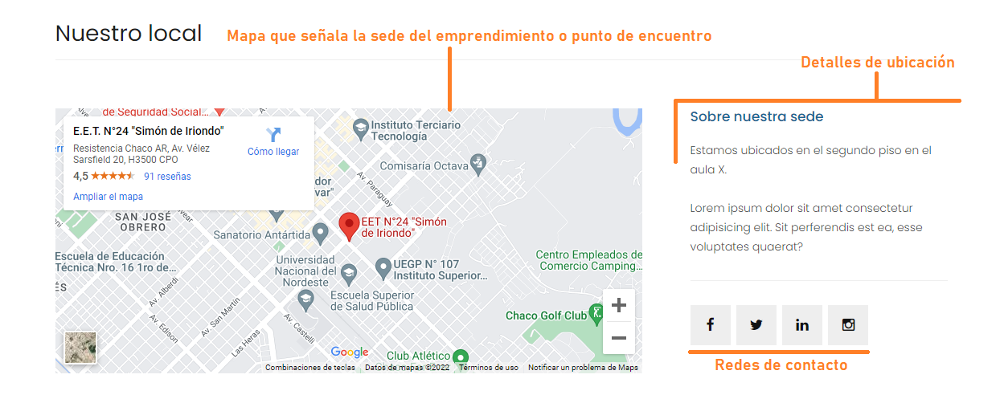 Nuestro local
Mapa que señala la sede del emprendimiento o punto de encuentro
Detalles de ubicación
de Seguridad Social...
E.E.T. N°24 "Simón de Iriondo"
Resistencia Chaco AR, Av. Vélez
Sarsfield 20, H3500 CPO
4,5
91 reseñas
Ampliar el mapa
Cómo llegar
Instituto Terciario
Tecnología
Comisaría Octava
Av. Paraguay
SAN JOSÉ
OBRERO
Sanatorio Antártida
EET N°24 "Simón
de Iriondo"
Escuela de Educación
Técnica Nro. 16 1ro de...
Universidad
Nacional del
Nordeste
UEGP N° 107
Instituto Superior...
Centro Empleados de
Comercio Camping...
Escuela Superior
de Salud Pública
Av. Alberdi
Av. San Martín
Av. Edison
Las Heras
Av. Castelli
Chaco Golf Club
Club Atlético
Google
Combinaciones de teclas
Datos de mapas ©2022
Términos de uso
Notificar un problema de Maps
Sobre nuestra sede
Estamos ubicados en el segundo piso en el
aula X.
Lorem ipsum dolor sit amet consectetur
adipisicing elit. Sit perferendis est ea, esse
voluptates quaerat?
Redes de contacto